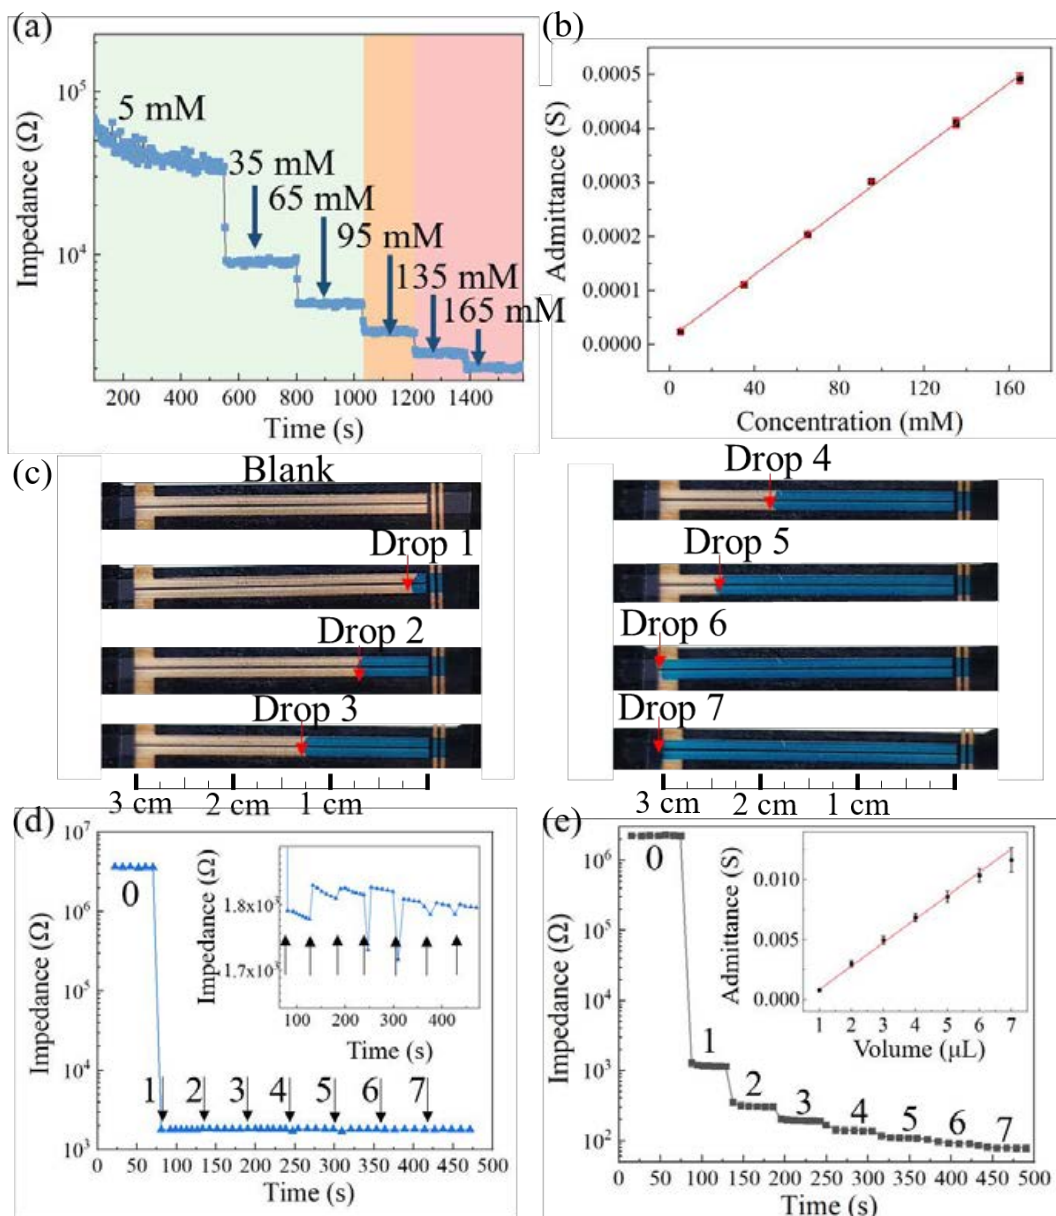 (a)
Impedance (Ω)
10⁵
10⁴
5 mM
35 mM
65 mM
95 mM
135 mM
165 mM
200 400 600 800 1000 1200 1400
Time (s)
(b)
Admittance (S)
0.0005
0.0004
0.0003
0.0002
0.0001
0.0000
0 40 80 120 160
Concentration (mM)
(c)
Blank
Drop 1
Drop 2
Drop 3
3 cm 2 cm 1 cm
Drop 4
Drop 5
Drop 6
Drop 7
3 cm 2 cm 1 cm
(d)
Impedance (Ω)
10⁷
10⁶
10⁵
10⁴
10³
0
1 2 3 4 5 6 7
0 50 100 150 200 250 300 350 400 450 500
Time (s)
Impedance (Ω)
1.8x10³
1.7x10³
100 200 300 400
Time (s)
(e)
Impedance (Ω)
10⁶
10⁵
10⁴
10³
10²
0
1
2
3
4
5
6
7
0 50 100 150 200 250 300 350 400 450 500
Time (s)
Admittance (S)
0.010
0.005
0.000
1 2 3 4 5 6 7
Volume (μL)